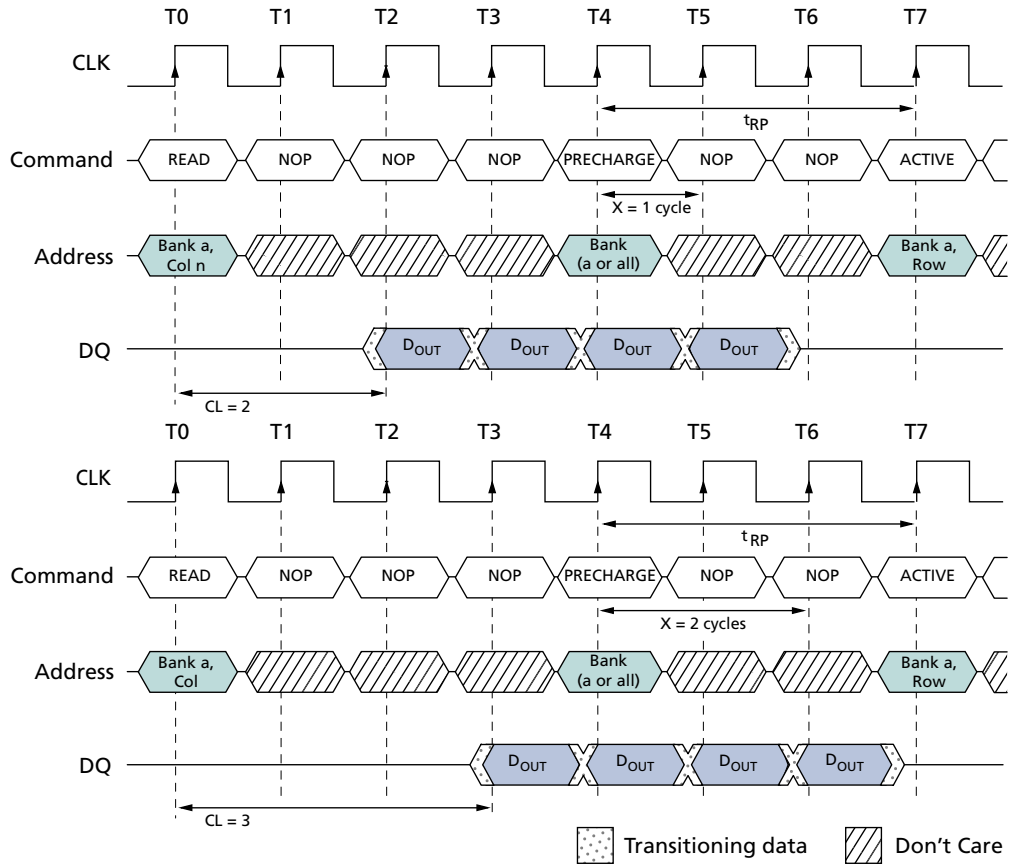 T0 T1 T2 T3 T4 T5 T6 T7
CLK
tRP
Command READ NOP NOP NOP PRECHARGE NOP NOP ACTIVE
X = 1 cycle
Address Bank a, Col n Bank (a or all) Bank a, Row
DQ DOUT DOUT DOUT DOUT
CL = 2
T0 T1 T2 T3 T4 T5 T6 T7
CLK
tRP
Command READ NOP NOP NOP PRECHARGE NOP NOP ACTIVE
X = 2 cycles
Address Bank a, Col Bank (a or all) Bank a, Row
DQ DOUT DOUT DOUT DOUT
CL = 3
Transitioning data Don't Care